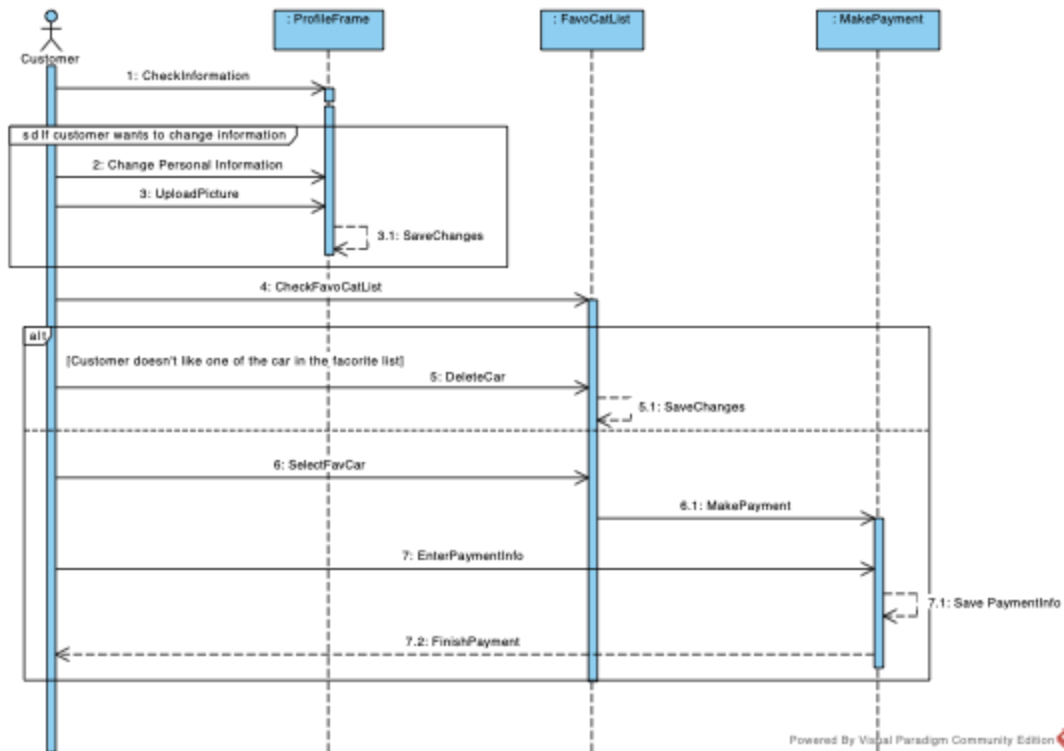 : ProfileFrame
: FavoCatList
: MakePayment
Customer
1: CheckInformation
sd If customer wants to change information
2: Change Personal Information
3: UploadPicture
3.1: SaveChanges
4: CheckFavoCatList
alt
[Customer doesn't like one of the car in the facorite list]
5: DeleteCar
5.1: SaveChanges
6: SelectFavCar
6.1: MakePayment
7: EnterPaymentInfo
7.1: Save PaymentInfo
7.2: FinishPayment
Powered By Visual Paradigm Community Edition